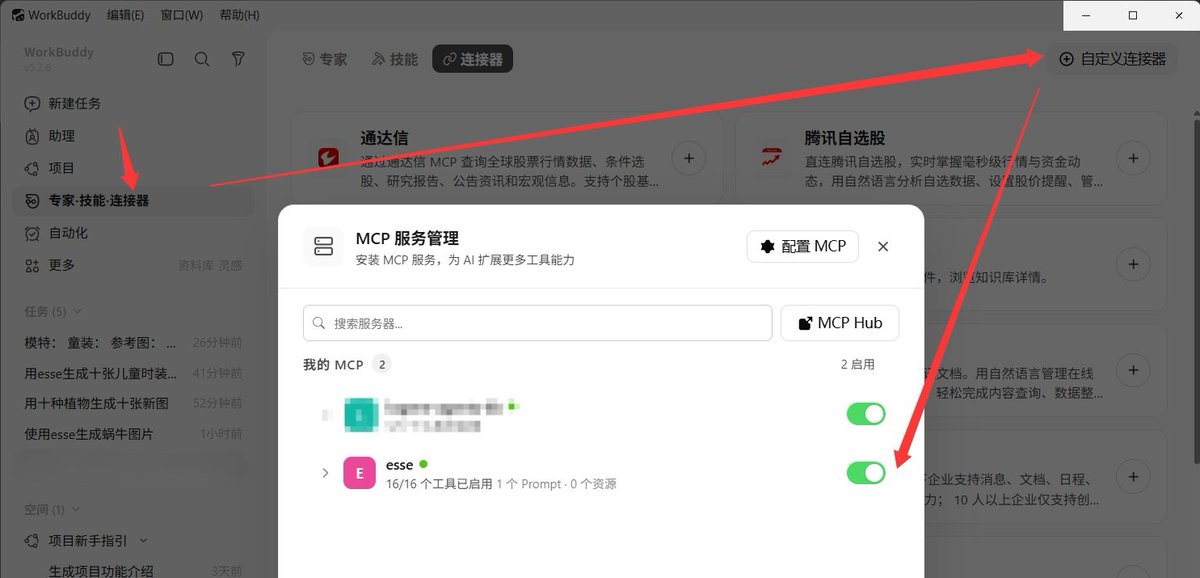 WorkBuddy 编辑(E) 窗口(W) 帮助(H)
WorkBuddy
v5.2.6
新建任务
助理
项目
专家·技能·连接器
自动化
更多 资料库 灵感
任务 (5)
模特： 童装： 参考图： ... 26分钟前
用esse生成十张儿童时装... 41分钟前
用十种植物生成十张新图 52分钟前
使用esse生成蜗牛图片 1小时前
空间 (1)
项目新手指引
生成项目功能介绍 3天前
专家 技能 连接器
自定义连接器
通达信
通过通达信 MCP 查询全球股票行情数据、条件选
股、研究报告、公告资讯和宏观信息。支持个股基...
腾讯自选股
直连腾讯自选股，实时掌握毫秒级行情与资金动
态，用自然语言分析自选数据、设置股价提醒、管...
件，浏览知识库详情。
文档。用自然语言管理在线
轻松完成内容查询、数据整...
企业支持消息、文档、日程、
力； 10 人以上企业仅支持创...
MCP 服务管理
安装 MCP 服务，为 AI 扩展更多工具能力
配置 MCP
搜索服务器...
MCP Hub
我的 MCP 2
2 启用
E
esse
16/16 个工具已启用 1 个 Prompt · 0 个资源